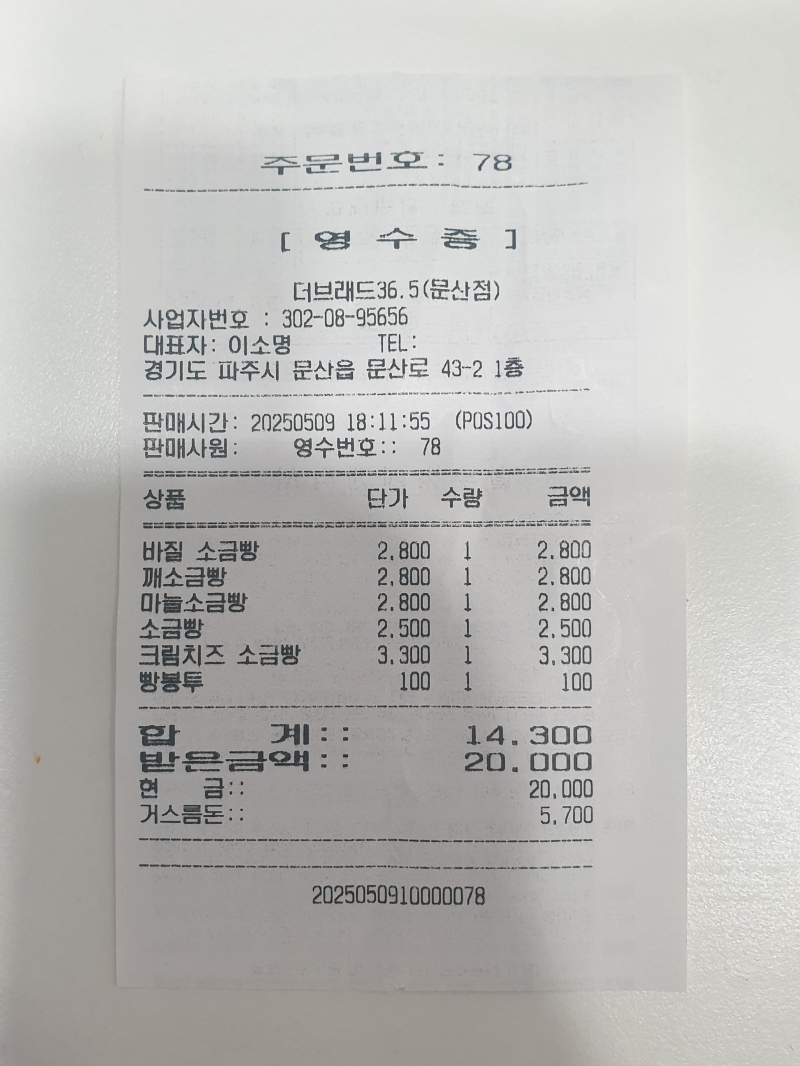 주문번호: 78
[ 영 수 증 ]
더브래드36.5(문산점)
사업자번호 : 302-08-95656
대표자: 이소명 TEL:
경기도 파주시 문산읍 문산로 43-2 1층
판매시간: 20250509 18:11:55 (POS100)
판매사원: 영수번호:: 78
상품 단가 수량 금액
바질 소금빵 2,800 1 2,800
깨소금빵 2,800 1 2,800
마늘소금빵 2,800 1 2,800
소금빵 2,500 1 2,500
크림치즈 소금빵 3,300 1 3,300
빵봉투 100 1 100
합 계:: 14,300
받은금액:: 20,000
현 금:: 20,000
거스름돈:: 5,700
2025050910000078